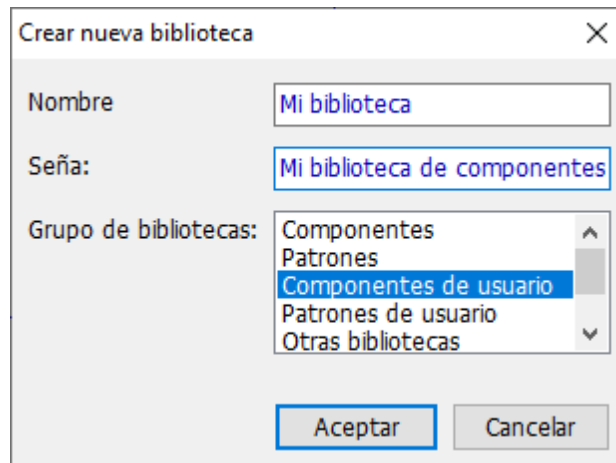 Crear nueva biblioteca
Nombre
Mi biblioteca
Seña:
Mi biblioteca de componentes
Grupo de bibliotecas:
Componentes
Patrones
Componentes de usuario
Patrones de usuario
Otras bibliotecas
Aceptar
Cancelar